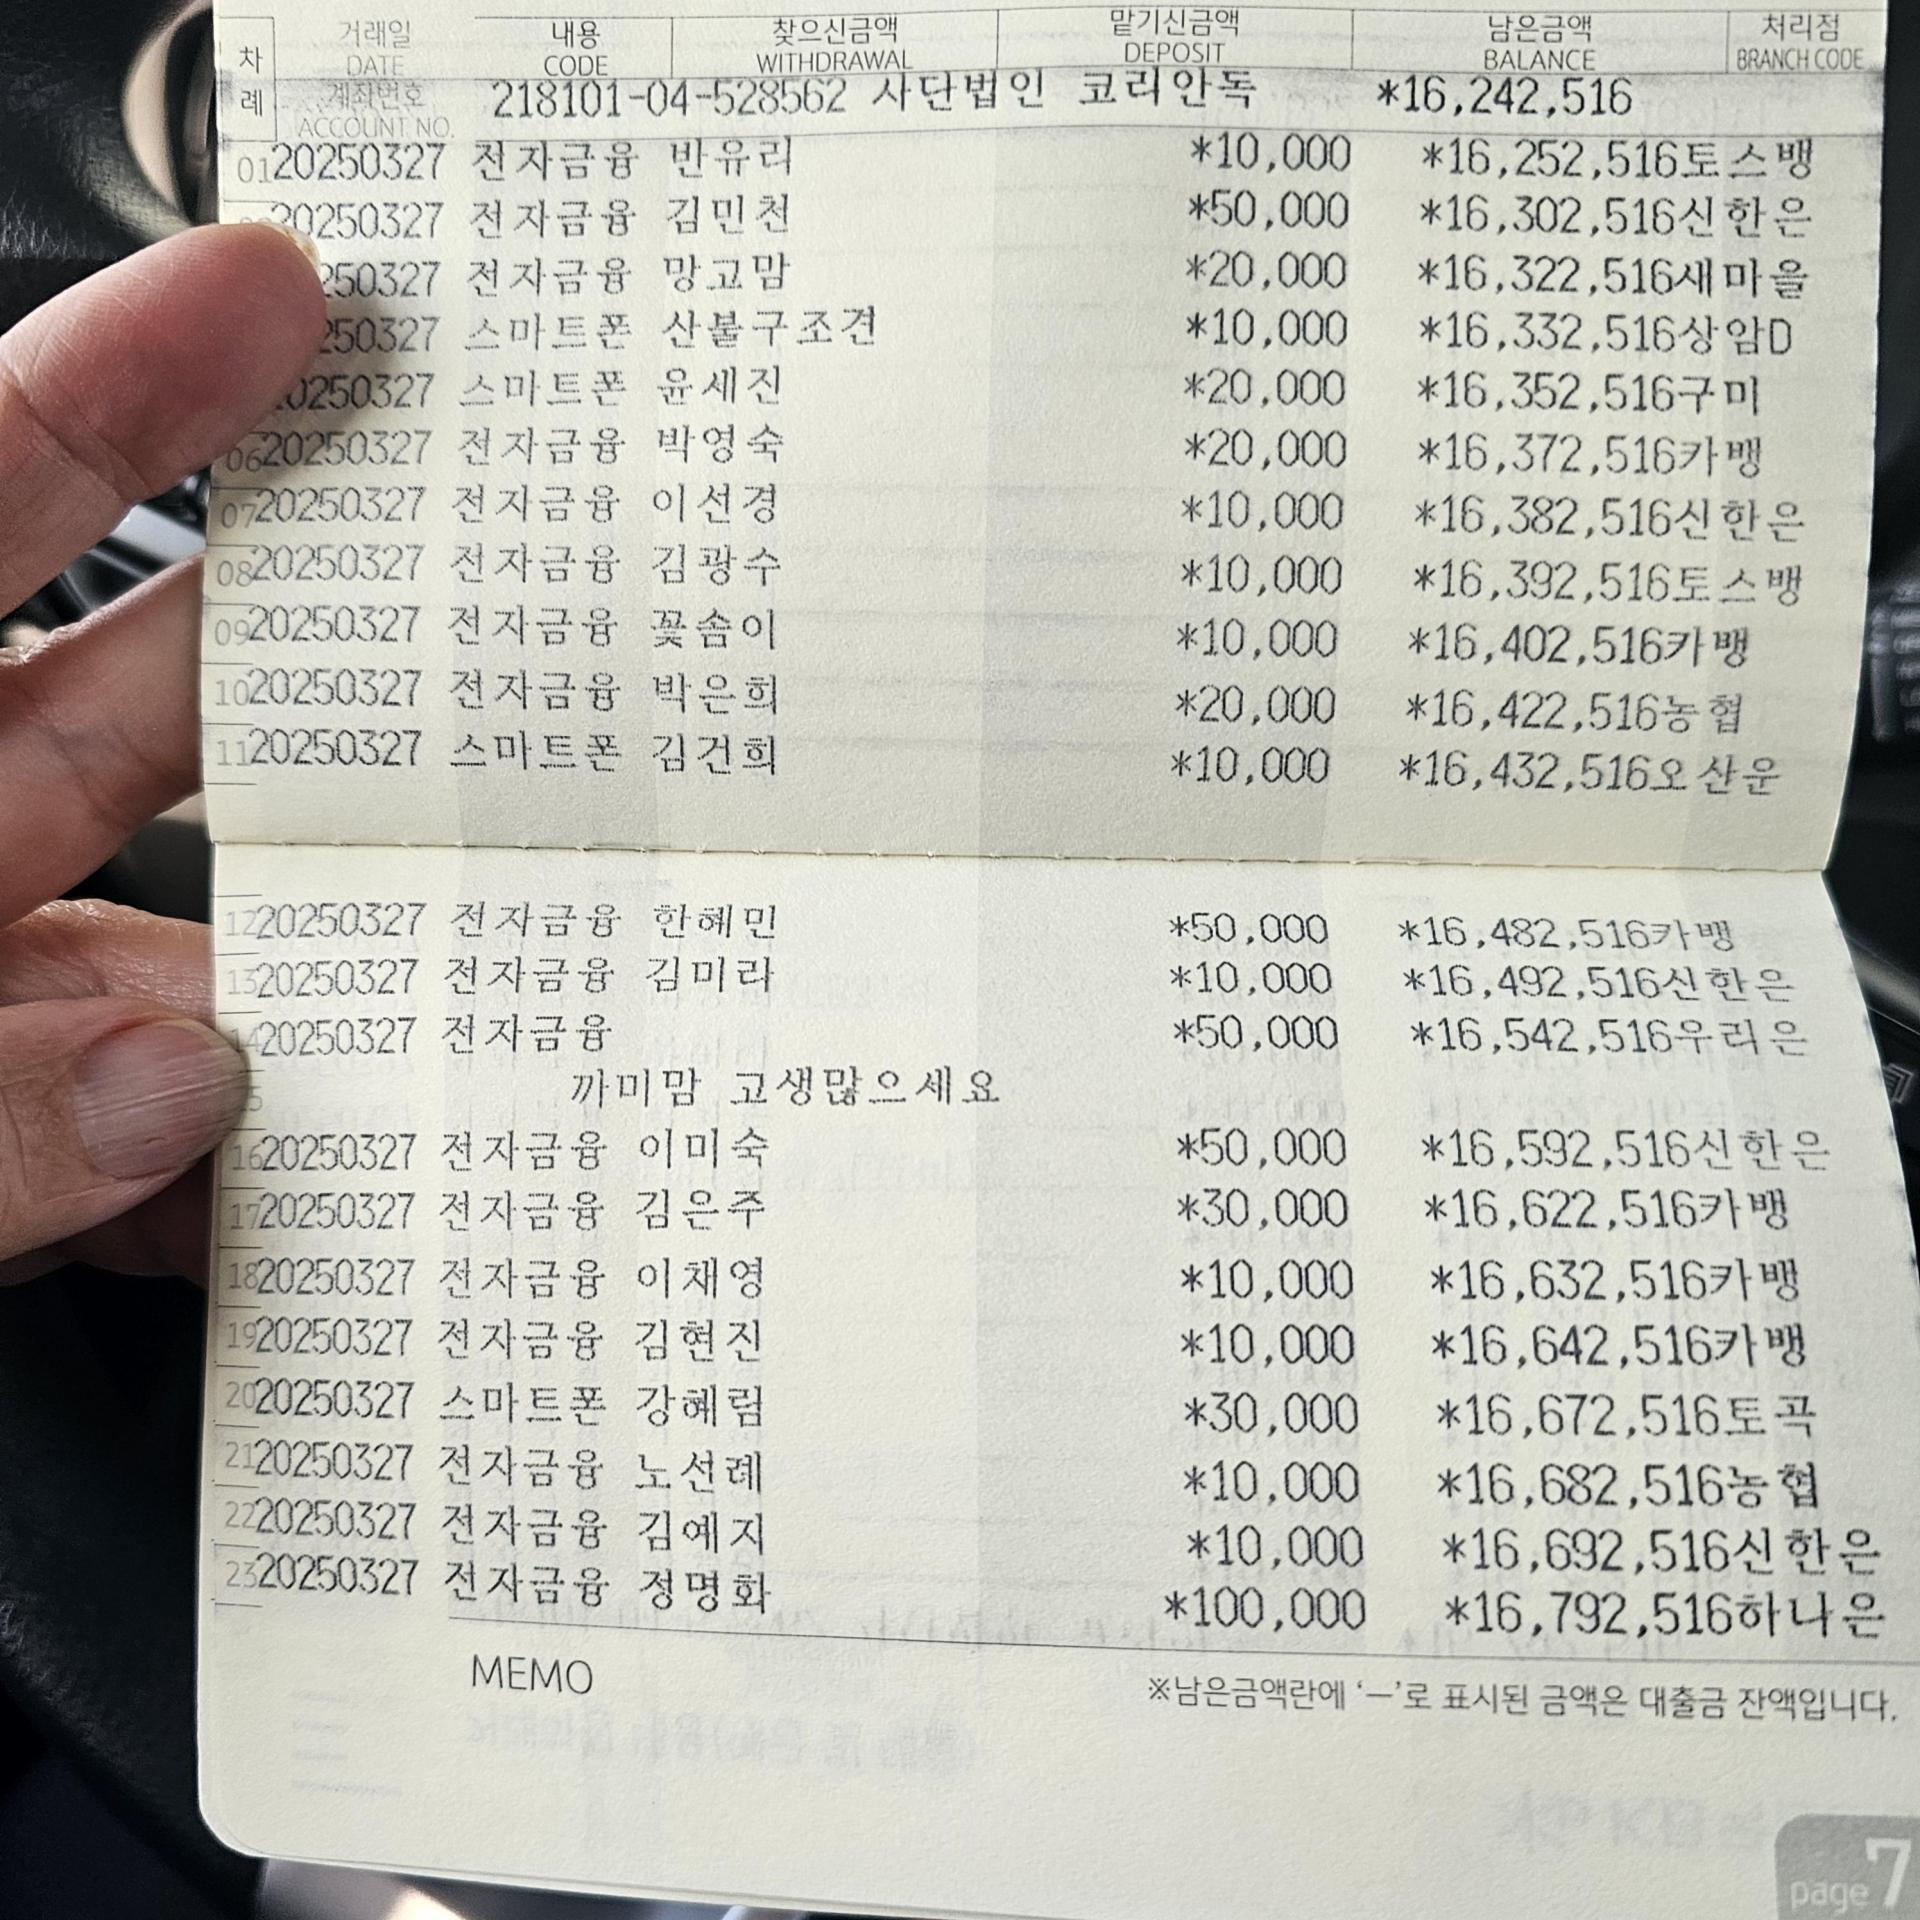 차례 거래일 내용 찾으신금액 맡기신금액 남은금액 처리점
DATE CODE WITHDRAWAL DEPOSIT BALANCE BRANCH CODE
계좌번호 218101-04-528562 사단법인 코리안독 *16,242,516
ACCOUNT NO.
01 20250327 전자금융 반유리 *10,000 *16,252,516 토스뱅
20250327 전자금융 김민천 *50,000 *16,302,516 신한은
250327 전자금융 망고맘 *20,000 *16,322,516 새마을
250327 스마트폰 산불구조견 *10,000 *16,332,516 상암D
20250327 스마트폰 윤세진 *20,000 *16,352,516 구미
06 20250327 전자금융 박영숙 *20,000 *16,372,516 카뱅
07 20250327 전자금융 이선경 *10,000 *16,382,516 신한은
08 20250327 전자금융 김광수 *10,000 *16,392,516 토스뱅
09 20250327 전자금융 꽃솜이 *10,000 *16,402,516 카뱅
10 20250327 전자금융 박은희 *20,000 *16,422,516 농협
11 20250327 스마트폰 김건희 *10,000 *16,432,516 오산운
12 20250327 전자금융 한혜민 *50,000 *16,482,516 카뱅
13 20250327 전자금융 김미라 *10,000 *16,492,516 신한은
14 20250327 전자금융 *50,000 *16,542,516 우리은
까미맘 고생많으세요
16 20250327 전자금융 이미숙 *50,000 *16,592,516 신한은
17 20250327 전자금융 김은주 *30,000 *16,622,516 카뱅
18 20250327 전자금융 이채영 *10,000 *16,632,516 카뱅
19 20250327 전자금융 김현진 *10,000 *16,642,516 카뱅
20 20250327 스마트폰 강혜림 *30,000 *16,672,516 토곡
21 20250327 전자금융 노선례 *10,000 *16,682,516 농협
22 20250327 전자금융 김예지 *10,000 *16,692,516 신한은
23 20250327 전자금융 정명화 *100,000 *16,792,516 하나은
MEMO
※남은금액란에 ‘—’로 표시된 금액은 대출금 잔액입니다.
page 7